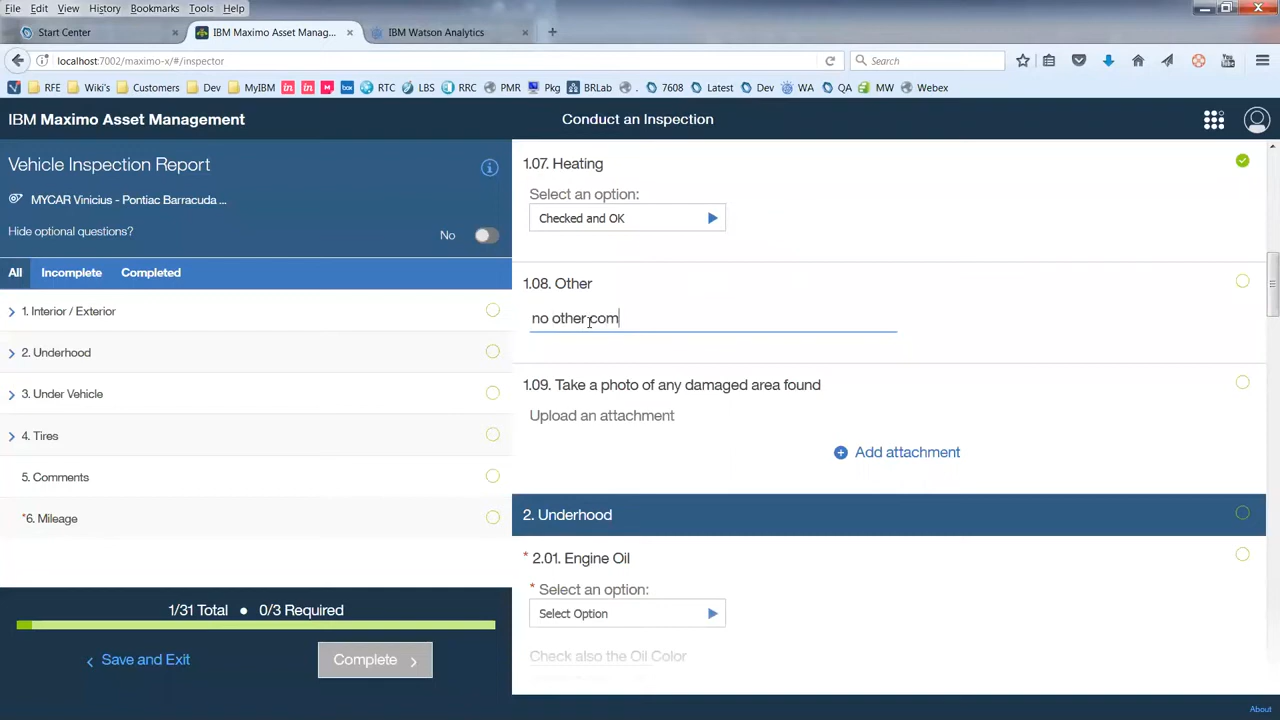 File Edit Max View History Bookmarks Tools Help
Start Center
IBM Maximo Asset Manag...
IBM Watson Analytics
localhost:7002/maximo-x/#/inspector
Search
RFE Wiki's Customers Dev MyIBM RTC LBS RRC PMR Pkg BRLab . 7608 Latest Dev WA QA MW Webex
IBM Maximo Asset Management
Conduct an Inspection
Vehicle Inspection Report
MYCAR Vinicius - Pontiac Barracuda ...
Hide optional questions?
No
All Incomplete Completed
1. Interior / Exterior
2. Underhood
3. Under Vehicle
4. Tires
5. Comments
*6. Mileage
1/31 Total ● 0/3 Required
Save and Exit
Complete
1.07. Heating
Select an option:
Checked and OK
1.08. Other
no other com
1.09. Take a photo of any damaged area found
Upload an attachment
Add attachment
2. Underhood
* 2.01. Engine Oil
* Select an option:
Select Option
Check also the Oil Color
About